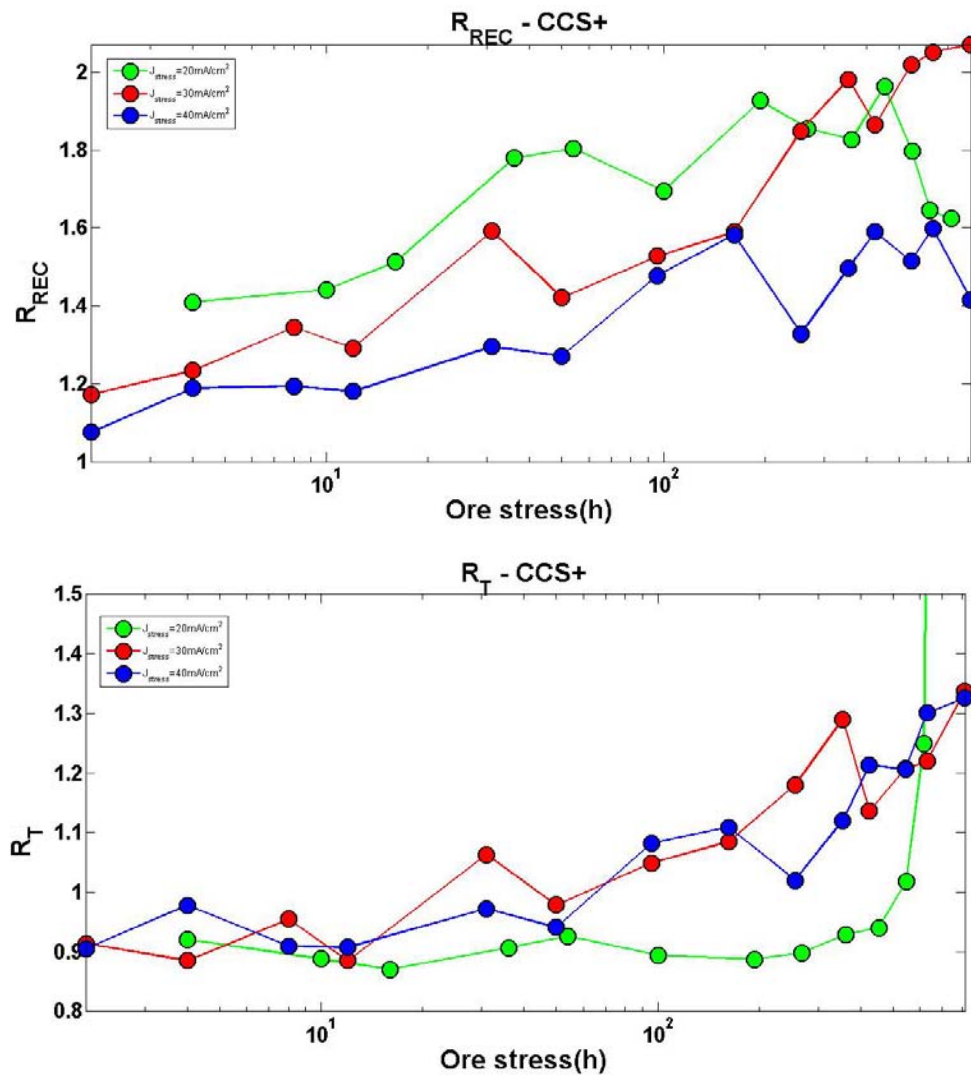 R_REC - CCS+
2
1.8
1.6
1.4
1.2
1
R_REC
J_stress=20mA/cm²
J_stress=30mA/cm²
J_stress=40mA/cm²
10¹
10²
Ore stress(h)
R_T - CCS+
1.5
1.4
1.3
1.2
1.1
1
0.9
0.8
R_T
J_stress=20mA/cm²
J_stress=30mA/cm²
J_stress=40mA/cm²
10¹
10²
Ore stress(h)